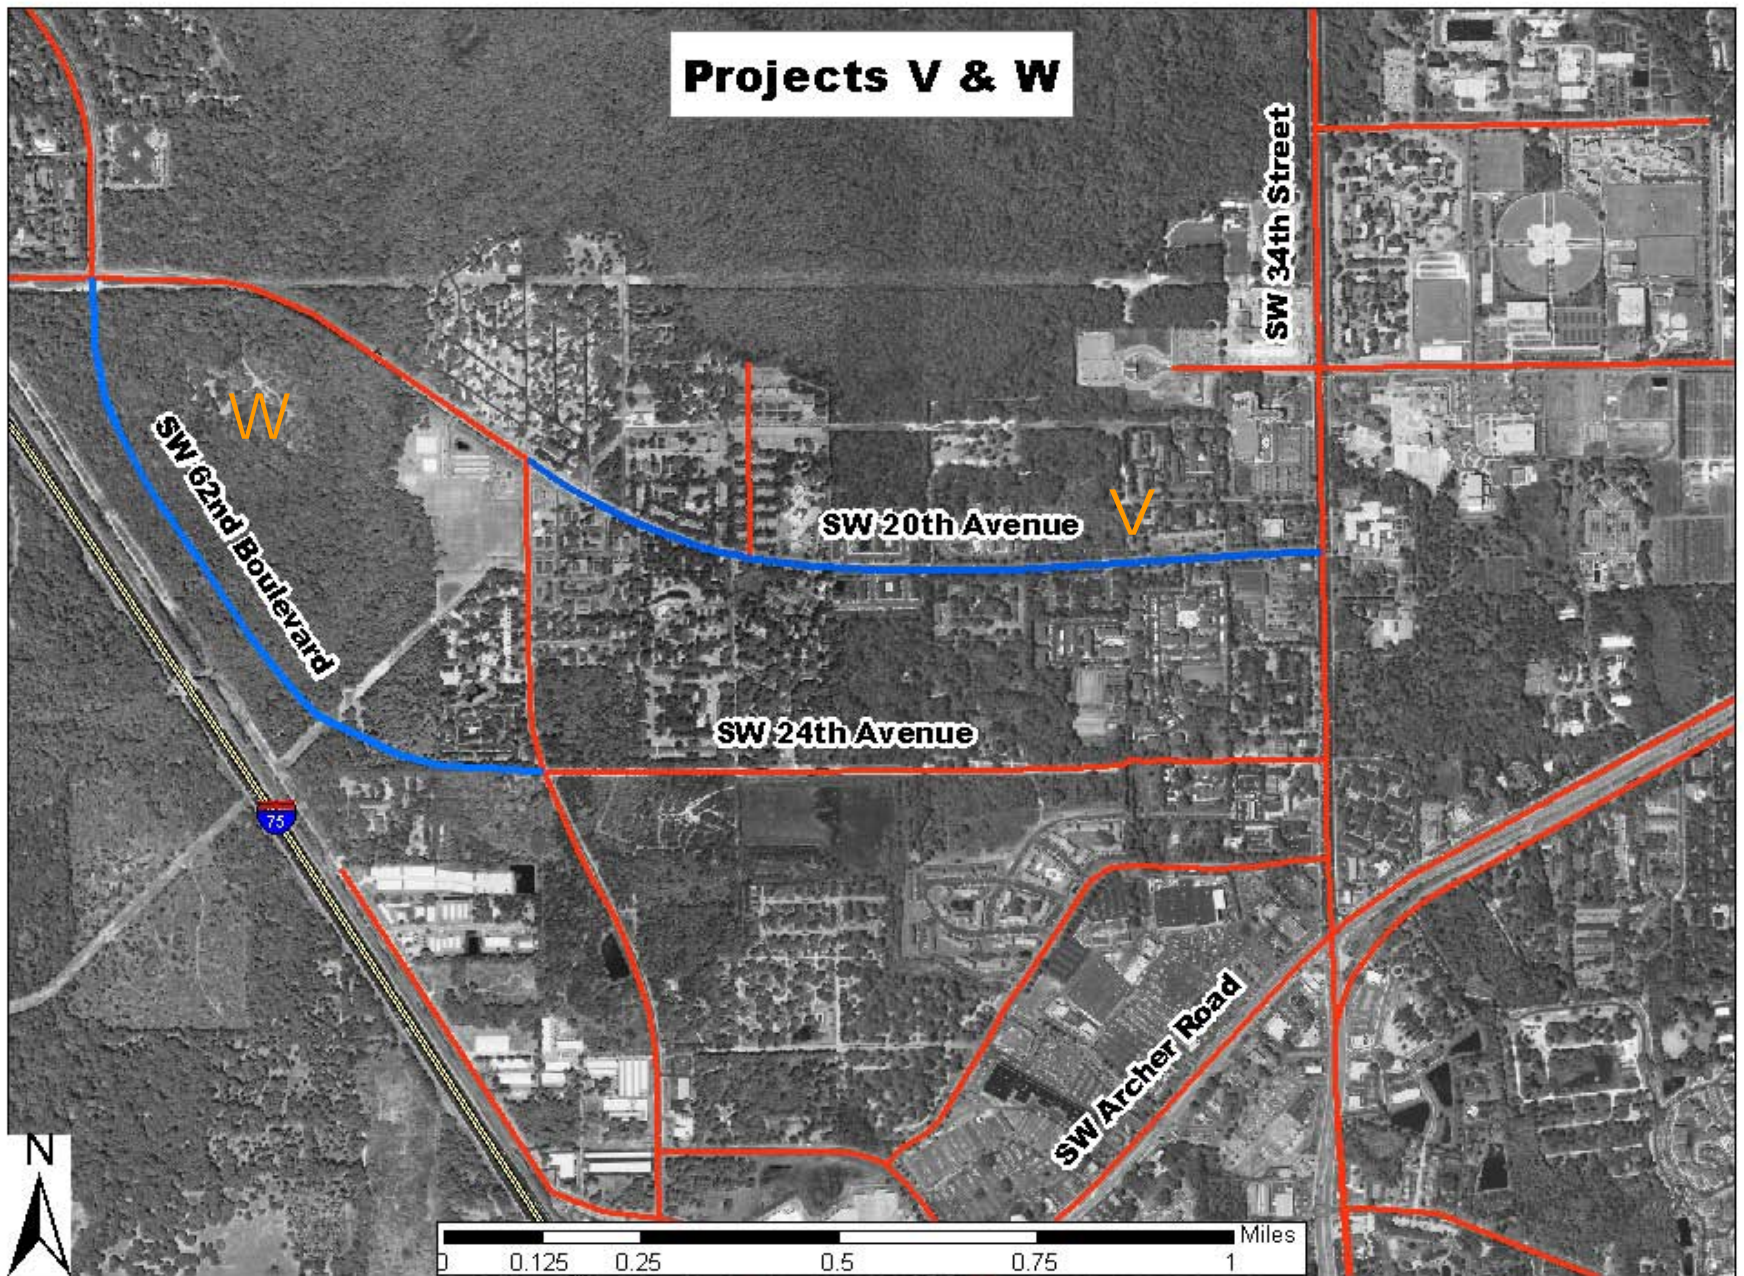 Projects V & W
SW 34th Street
W
SW 62nd Boulevard
V
SW 20th Avenue
SW 24th Avenue
75
SW Archer Road
N
Miles
0 0.125 0.25 0.5 0.75 1